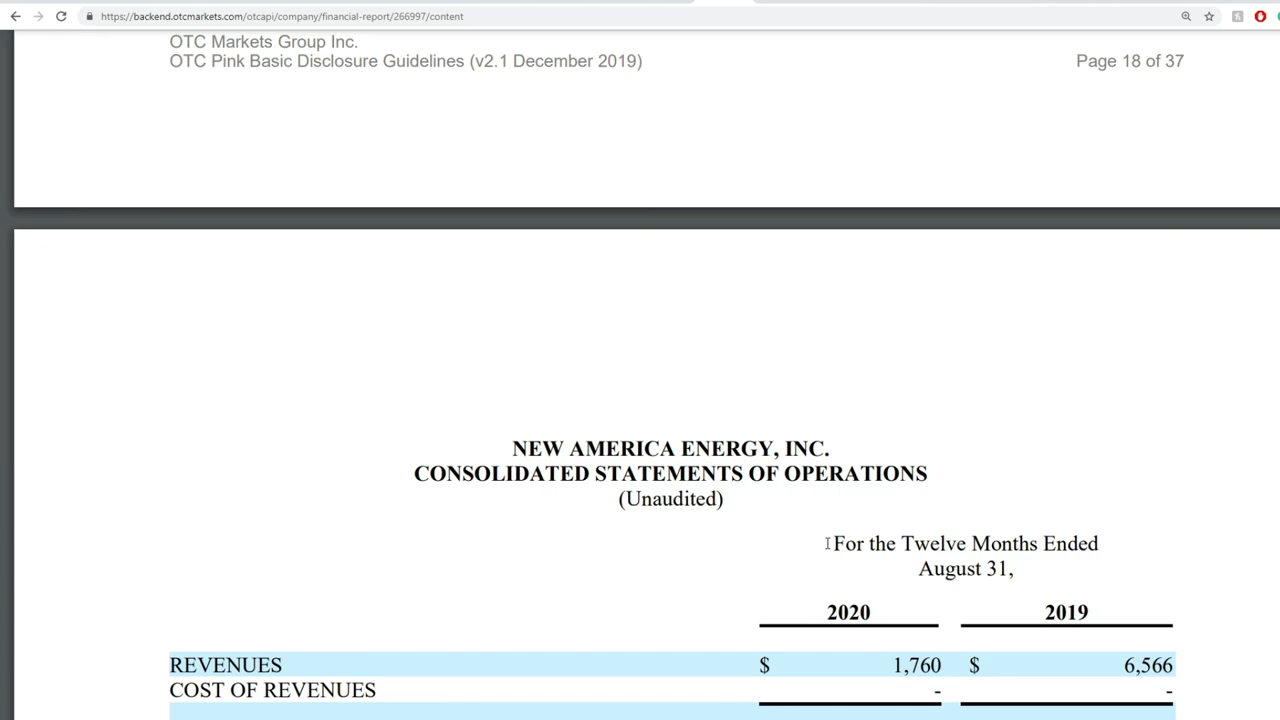 https://backend.otcmarkets.com/otcapi/company/financial-report/266997/content
OTC Markets Group Inc.
OTC Pink Basic Disclosure Guidelines (v2.1 December 2019) Page 18 of 37
NEW AMERICA ENERGY, INC.
CONSOLIDATED STATEMENTS OF OPERATIONS
(Unaudited)
For the Twelve Months Ended
August 31,
2020 2019
REVENUES $ 1,760 $ 6,566
COST OF REVENUES - -